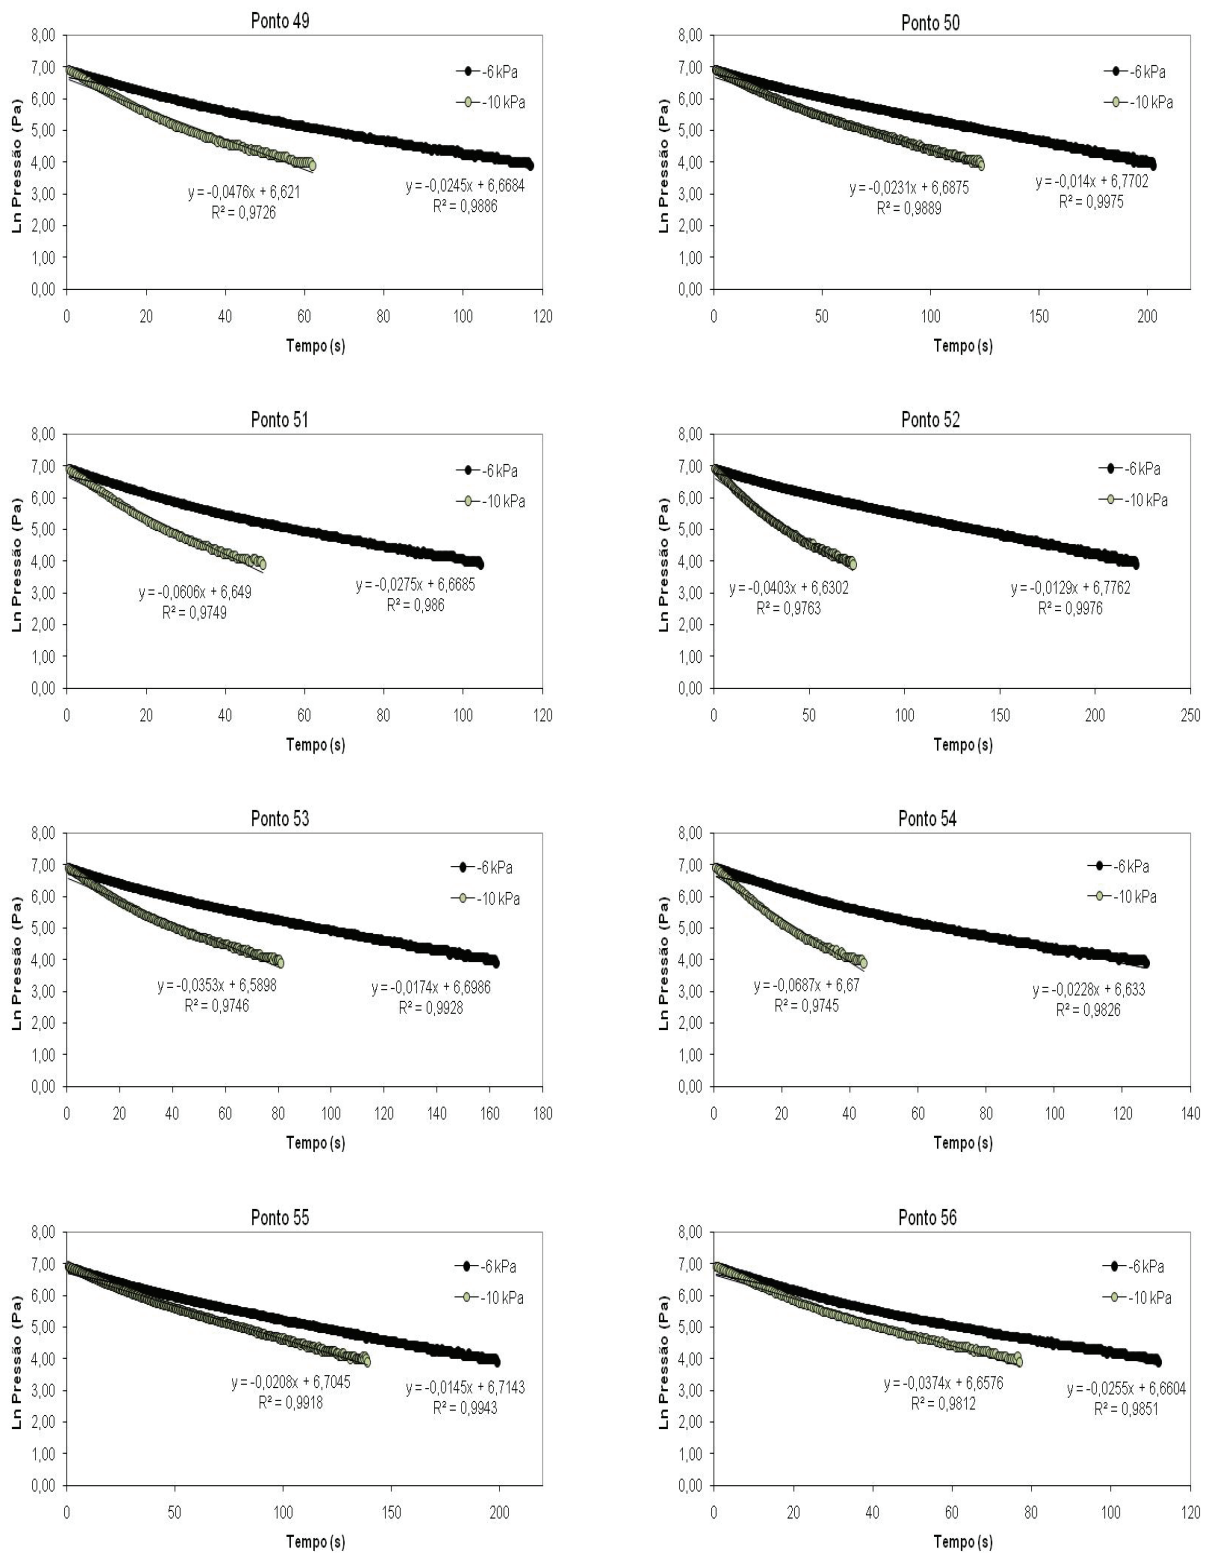 Ponto 49
8,00
7,00
6,00
5,00
4,00
3,00
2,00
1,00
0,00
Ln Pressão (Pa)
-6 kPa
-10 kPa
y = -0,0476x + 6,621
R² = 0,9726
y = -0,0245x + 6,6684
R² = 0,9886
0 20 40 60 80 100 120
Tempo (s)
Ponto 50
8,00
7,00
6,00
5,00
4,00
3,00
2,00
1,00
0,00
Ln Pressão (Pa)
-6 kPa
-10 kPa
y = -0,0231x + 6,6875
R² = 0,9889
y = -0,014x + 6,7702
R² = 0,9975
0 50 100 150 200
Tempo (s)
Ponto 51
8,00
7,00
6,00
5,00
4,00
3,00
2,00
1,00
0,00
Ln Pressão (Pa)
-6 kPa
-10 kPa
y = -0,0606x + 6,649
R² = 0,9749
y = -0,0275x + 6,6685
R² = 0,986
0 20 40 60 80 100 120
Tempo (s)
Ponto 52
8,00
7,00
6,00
5,00
4,00
3,00
2,00
1,00
0,00
Ln Pressão (Pa)
-6 kPa
-10 kPa
y = -0,0403x + 6,6302
R² = 0,9763
y = -0,0129x + 6,7762
R² = 0,9976
0 50 100 150 200 250
Tempo (s)
Ponto 53
8,00
7,00
6,00
5,00
4,00
3,00
2,00
1,00
0,00
Ln Pressão (Pa)
-6 kPa
-10 kPa
y = -0,0353x + 6,5898
R² = 0,9746
y = -0,0174x + 6,6986
R² = 0,9928
0 20 40 60 80 100 120 140 160 180
Tempo (s)
Ponto 54
8,00
7,00
6,00
5,00
4,00
3,00
2,00
1,00
0,00
Ln Pressão (Pa)
-6 kPa
-10 kPa
y = -0,0687x + 6,67
R² = 0,9745
y = -0,0228x + 6,633
R² = 0,9826
0 20 40 60 80 100 120 140
Tempo (s)
Ponto 55
8,00
7,00
6,00
5,00
4,00
3,00
2,00
1,00
0,00
Ln Pressão (Pa)
-6 kPa
-10 kPa
y = -0,0208x + 6,7045
R² = 0,9918
y = -0,0145x + 6,7143
R² = 0,9943
0 50 100 150 200
Tempo (s)
Ponto 56
8,00
7,00
6,00
5,00
4,00
3,00
2,00
1,00
0,00
Ln Pressão (Pa)
-6 kPa
-10 kPa
y = -0,0374x + 6,6576
R² = 0,9812
y = -0,0255x + 6,6604
R² = 0,9851
0 20 40 60 80 100 120
Tempo (s)